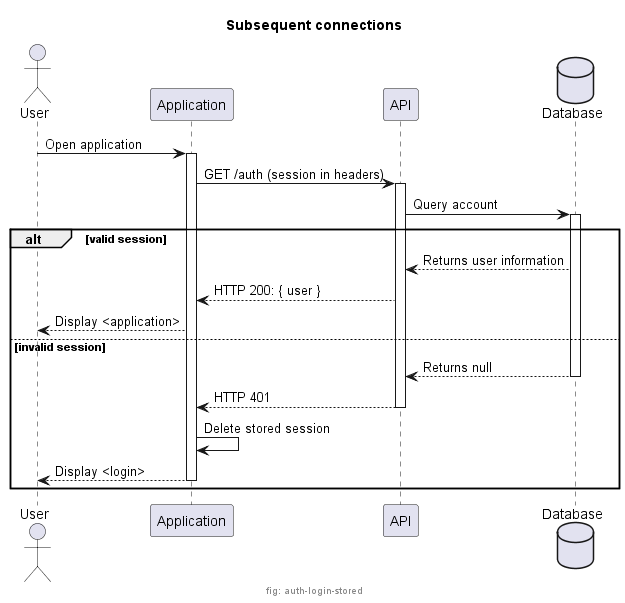 Subsequent connections
User
Application
API
Database
Open application
GET /auth (session in headers)
Query account
alt [valid session]
Returns user information
HTTP 200: { user }
Display <application>
[invalid session]
Returns null
HTTP 401
Delete stored session
Display <login>
User
Application
API
Database
fig: auth-login-stored